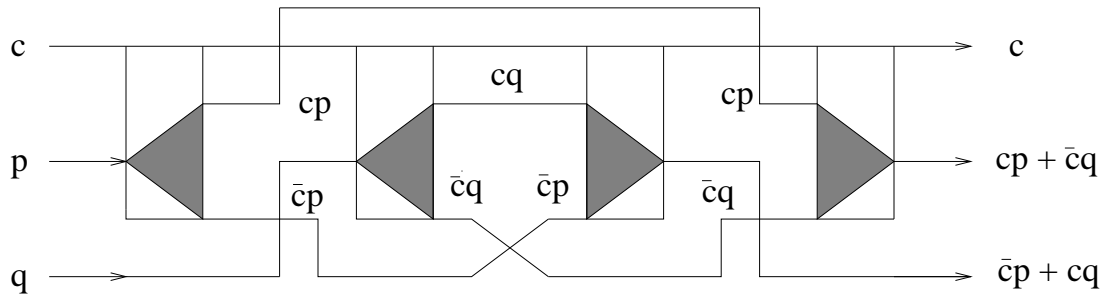 c c
cq
cp cp
p cp + c̄q
c̄p c̄q c̄p c̄q
q c̄p + cq